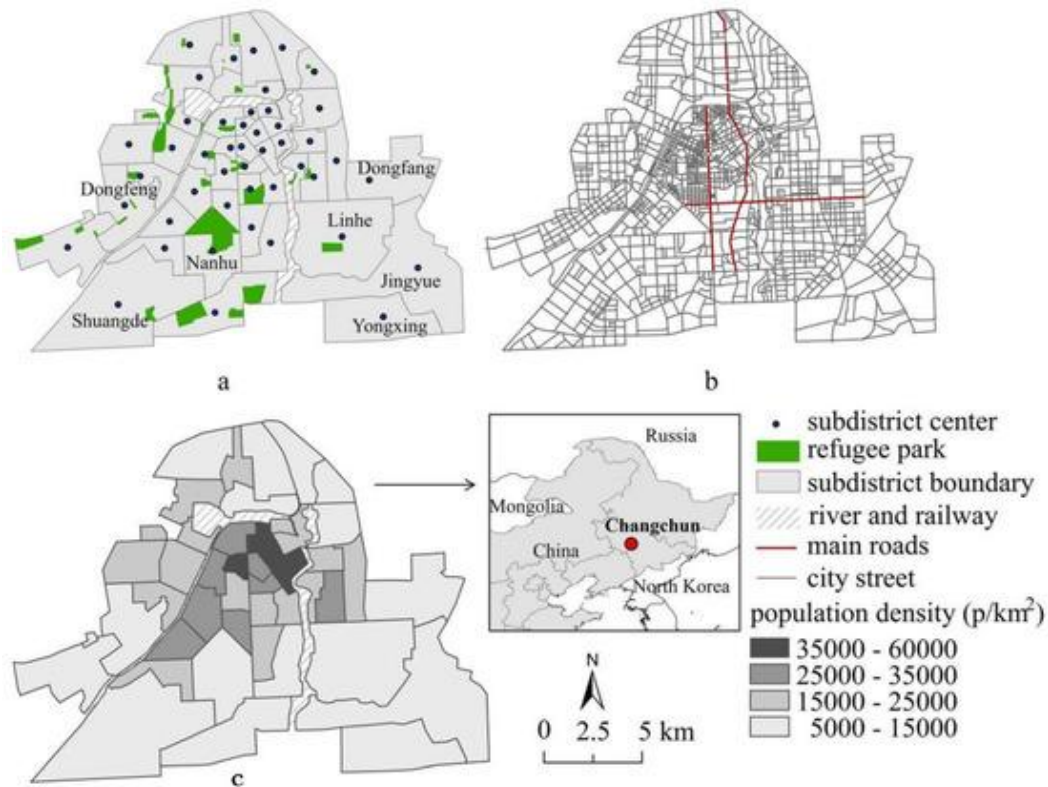 Dongfeng
Dongfang
Linhe
Nanhu
Jingyue
Shuangde
Yongxing
a
b
Russia
Mongolia
Changchun
China
North Korea
subdistrict center
refugee park
subdistrict boundary
river and railway
main roads
city street
population density (p/km²)
35000 - 60000
25000 - 35000
15000 - 25000
5000 - 15000
N
0 2.5 5 km
c